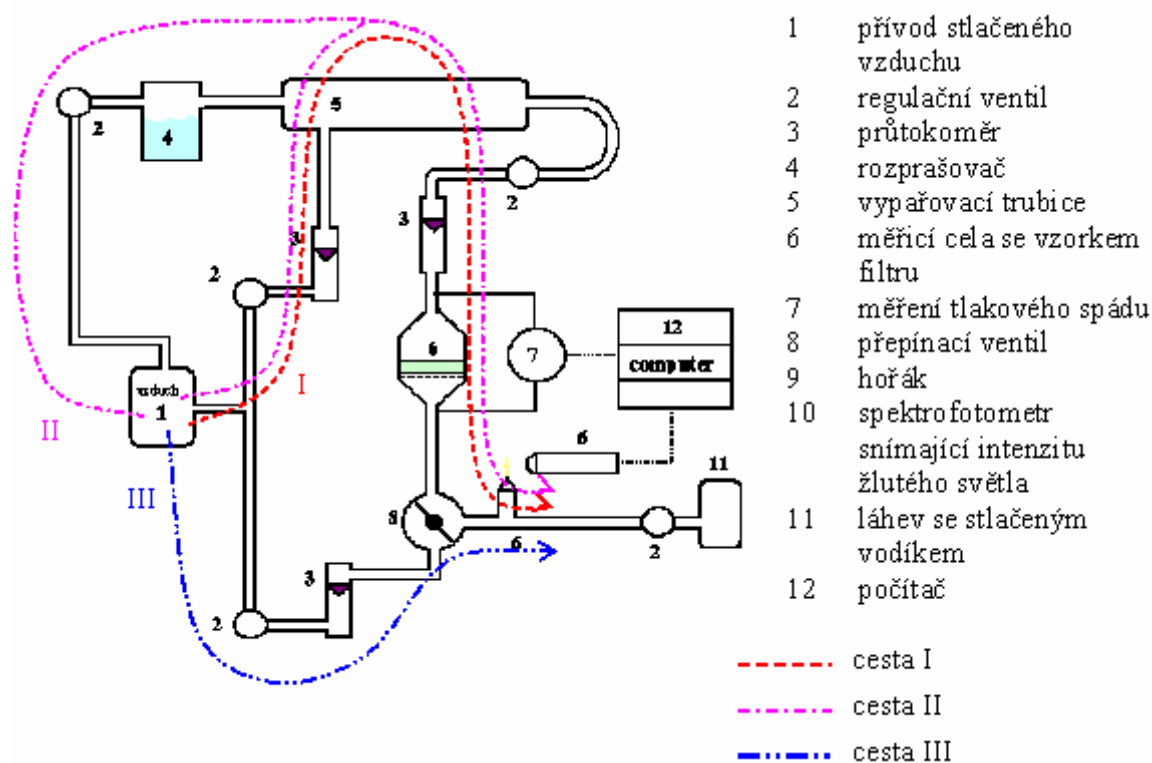 1 přívod stlačeného
vzduchu
2 regulační ventil
3 průtokoměr
4 rozprašovač
5 vypařovací trubice
6 měřicí cela se vzorkem
filtru
7 měření tlakového spádu
8 přepínací ventil
9 hořák
10 spektrofotometr
snímající intenzitu
žlutého světla
11 láhev se stlačeným
vodíkem
12 počítač
cesta I
cesta II
cesta III
2
4
5
2
3
3
2
6
7
12
computer
vzduch
1
I
II
III
6
11
8
6
2
3
2